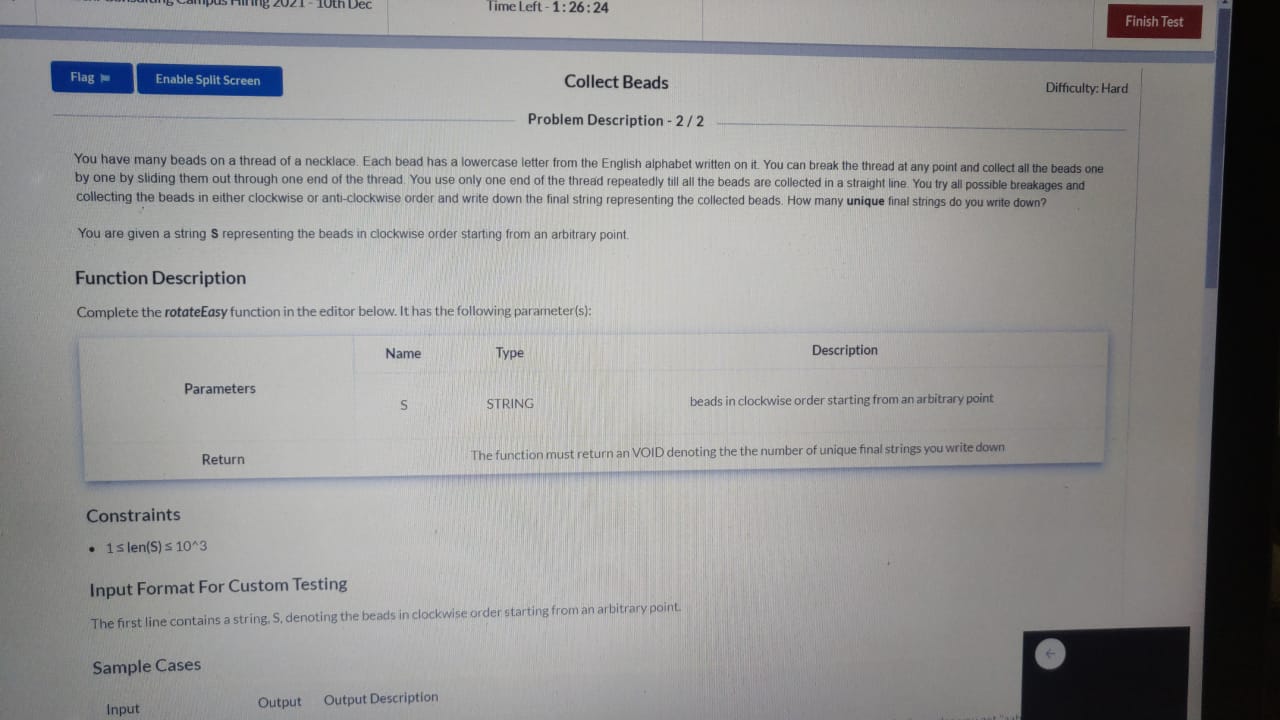 Campus Hiring 2021 - 10th Dec
Time Left - 1 : 26 : 24
Finish Test
Flag
Enable Split Screen
Collect Beads
Difficulty: Hard
Problem Description - 2 / 2
You have many beads on a thread of a necklace. Each bead has a lowercase letter from the English alphabet written on it. You can break the thread at any point and collect all the beads one
by one by sliding them out through one end of the thread. You use only one end of the thread repeatedly till all the beads are collected in a straight line. You try all possible breakages and
collecting the beads in either clockwise or anti-clockwise order and write down the final string representing the collected beads. How many unique final strings do you write down?
You are given a string S representing the beads in clockwise order starting from an arbitrary point.
Function Description
Complete the rotateEasy function in the editor below. It has the following parameter(s):
Name Type Description
Parameters
S STRING beads in clockwise order starting from an arbitrary point
Return The function must return an VOID denoting the the number of unique final strings you write down
Constraints
• 1 ≤ len(S) ≤ 10^3
Input Format For Custom Testing
The first line contains a string, S, denoting the beads in clockwise order starting from an arbitrary point.
Sample Cases
Input Output Output Description